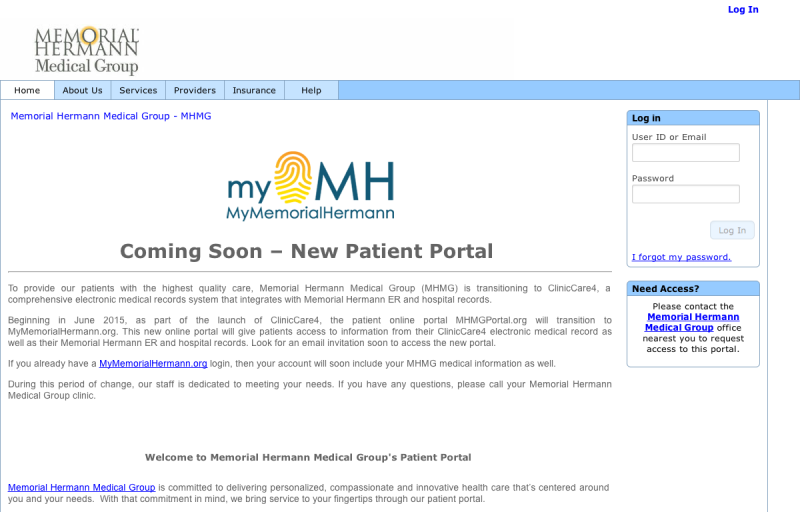 Log In
MEMORIAL
HERMANN
Medical Group
Home About Us Services Providers Insurance Help
Memorial Hermann Medical Group - MHMG
my MH
MyMemorialHermann
Coming Soon – New Patient Portal
To provide our patients with the highest quality care, Memorial Hermann Medical Group (MHMG) is transitioning to ClinicCare4, a
comprehensive electronic medical records system that integrates with Memorial Hermann ER and hospital records.
Beginning in June 2015, as part of the launch of ClinicCare4, the patient online portal MHMGPortal.org will transition to
MyMemorialHermann.org. This new online portal will give patients access to information from their ClinicCare4 electronic medical record as
well as their Memorial Hermann ER and hospital records. Look for an email invitation soon to access the new portal.
If you already have a MyMemorialHermann.org login, then your account will soon include your MHMG medical information as well.
During this period of change, our staff is dedicated to meeting your needs. If you have any questions, please call your Memorial Hermann
Medical Group clinic.
Welcome to Memorial Hermann Medical Group's Patient Portal
Memorial Hermann Medical Group is committed to delivering personalized, compassionate and innovative health care that's centered around
you and your needs. With that commitment in mind, we bring service to your fingertips through our patient portal.
Log in
User ID or Email
Password
Log In
I forgot my password.
Need Access?
Please contact the
Memorial Hermann
Medical Group office
nearest you to request
access to this portal.